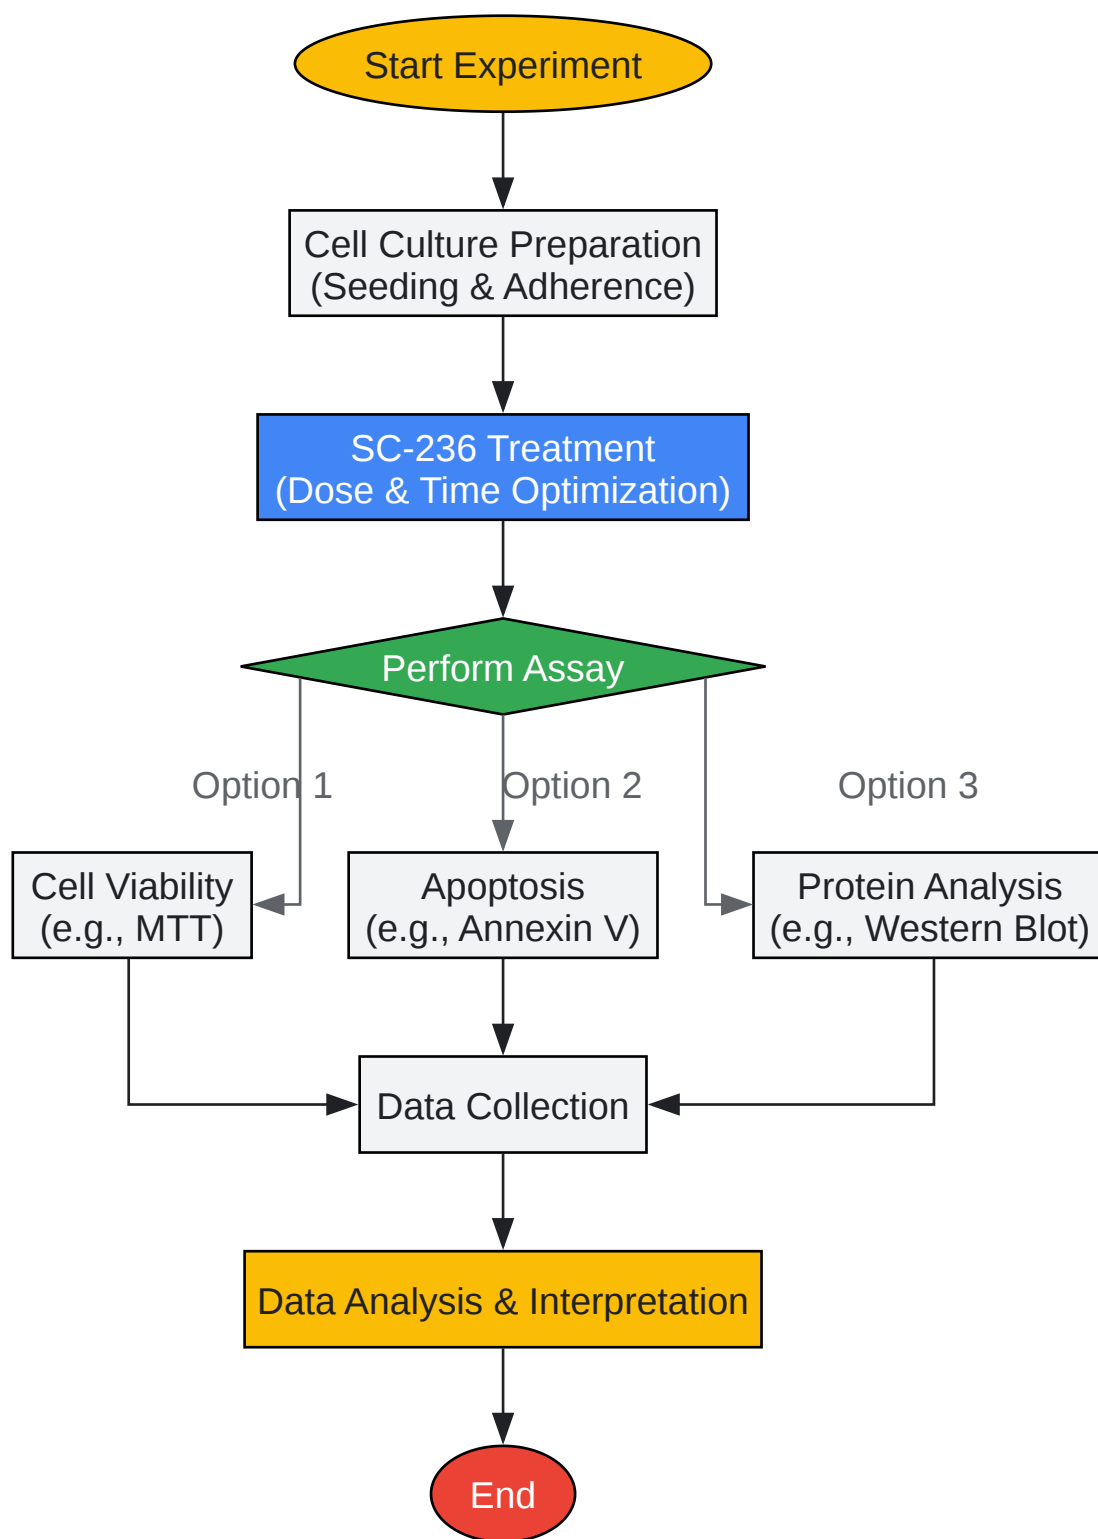 Start Experiment
Cell Culture Preparation
(Seeding & Adherence)
SC-236 Treatment
(Dose & Time Optimization)
Perform Assay
Option 1
Option 2
Option 3
Cell Viability
(e.g., MTT)
Apoptosis
(e.g., Annexin V)
Protein Analysis
(e.g., Western Blot)
Data Collection
Data Analysis & Interpretation
End